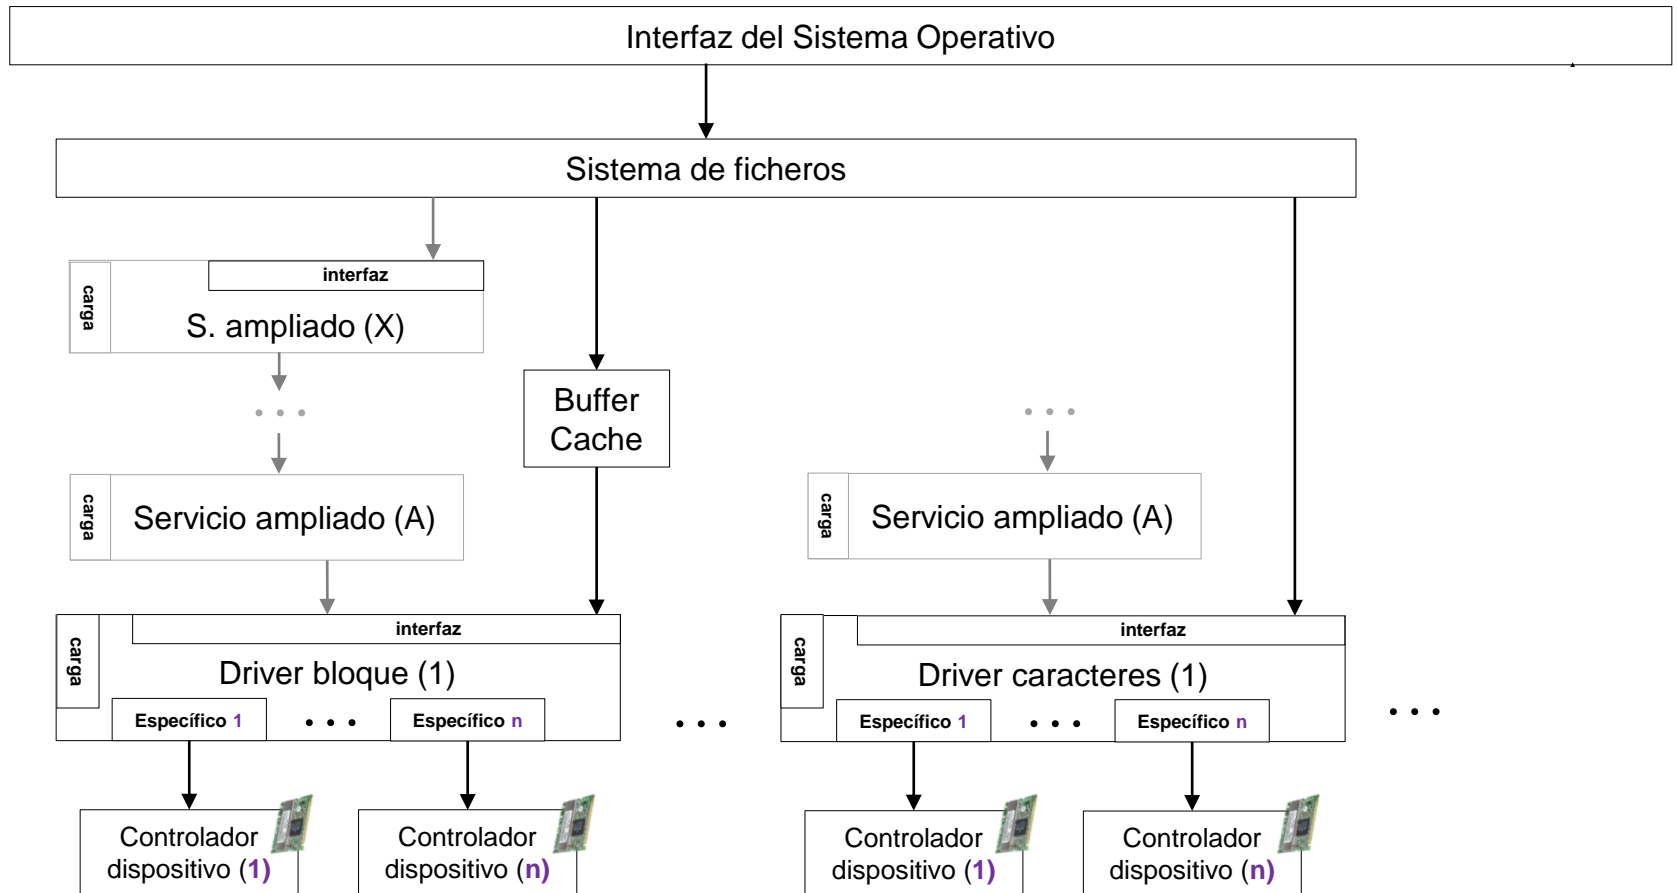 Interfaz del Sistema Operativo
Sistema de ficheros
interfaz
carga
S. ampliado (X)
. . .
Buffer
Cache
. . .
carga
Servicio ampliado (A)
carga
Servicio ampliado (A)
interfaz
carga
Driver bloque (1)
Específico 1
. . .
Específico n
. . .
interfaz
carga
Driver caracteres (1)
Específico 1
. . .
Específico n
. . .
Controlador
dispositivo (1)
Controlador
dispositivo (n)
Controlador
dispositivo (1)
Controlador
dispositivo (n)